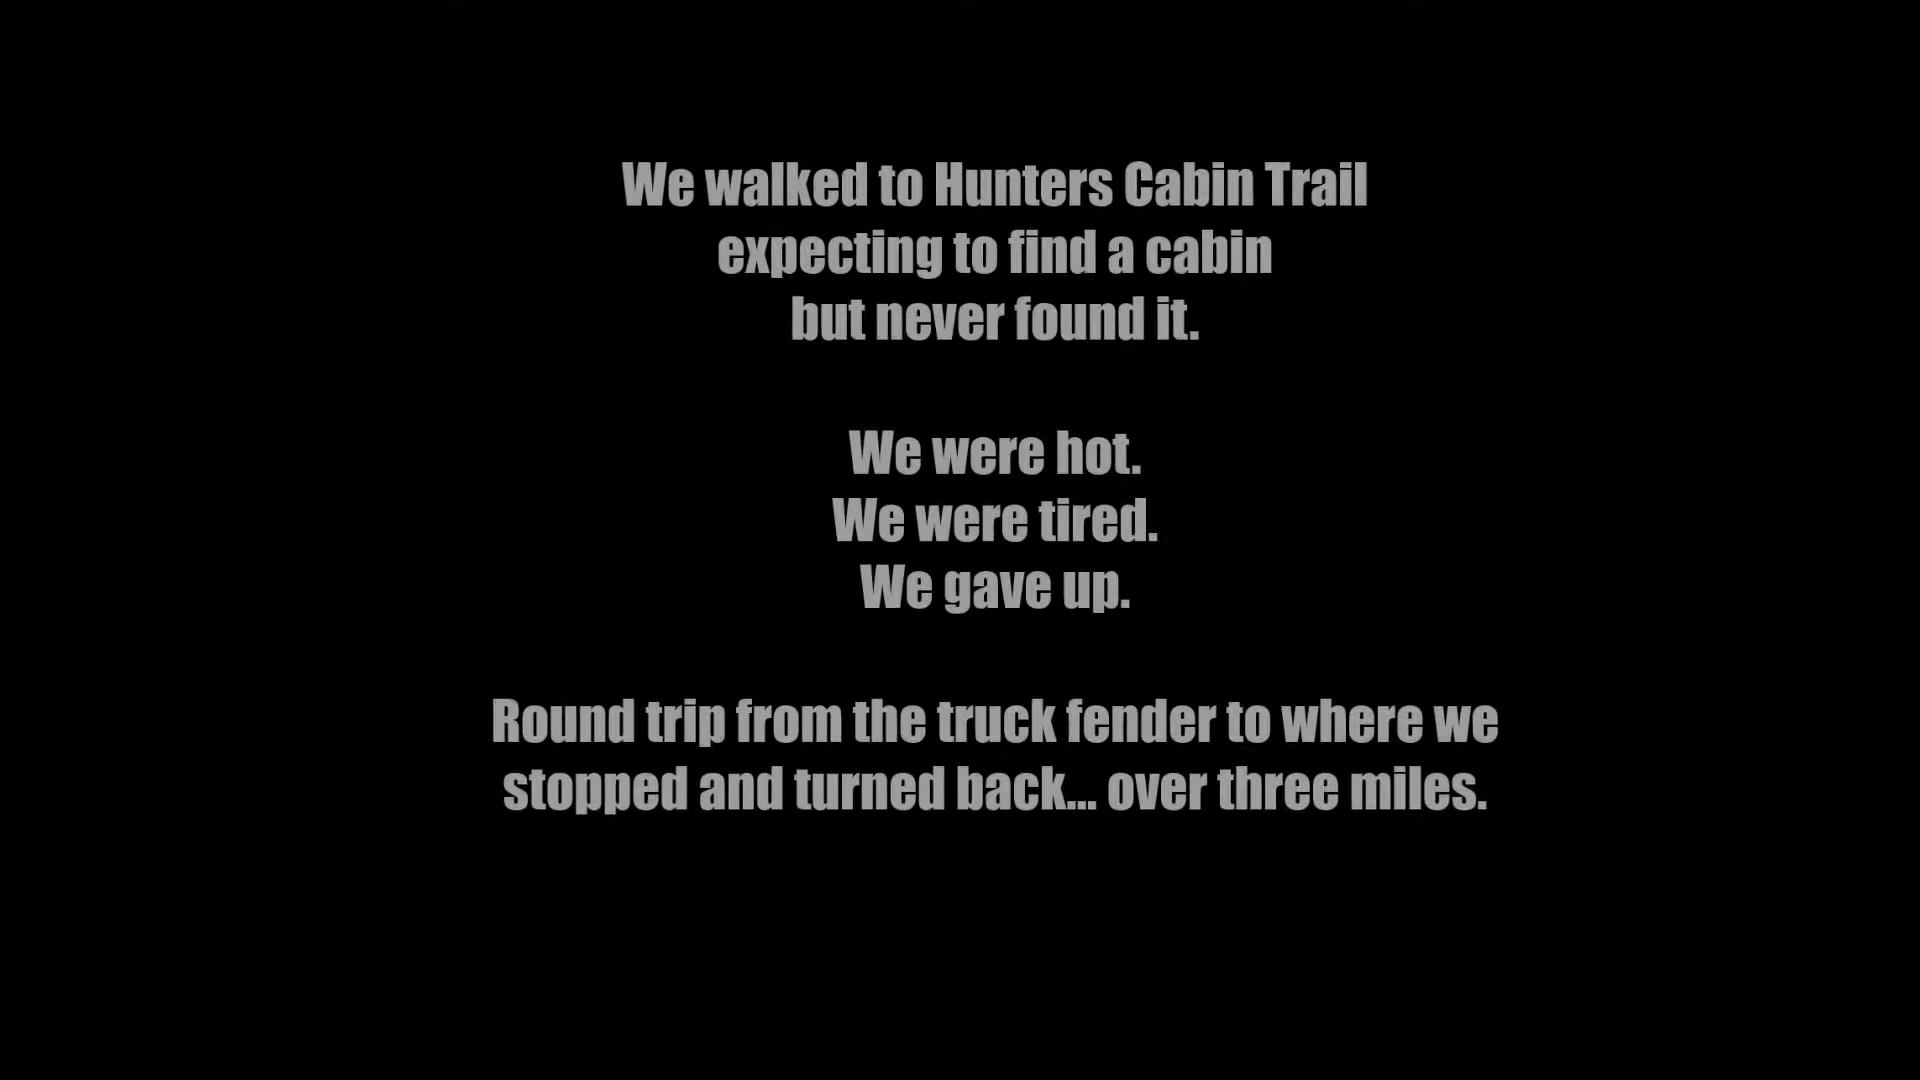 We walked to Hunters Cabin Trail
expecting to find a cabin
but never found it.
We were hot.
We were tired.
We gave up.
Round trip from the truck fender to where we
stopped and turned back... over three miles.